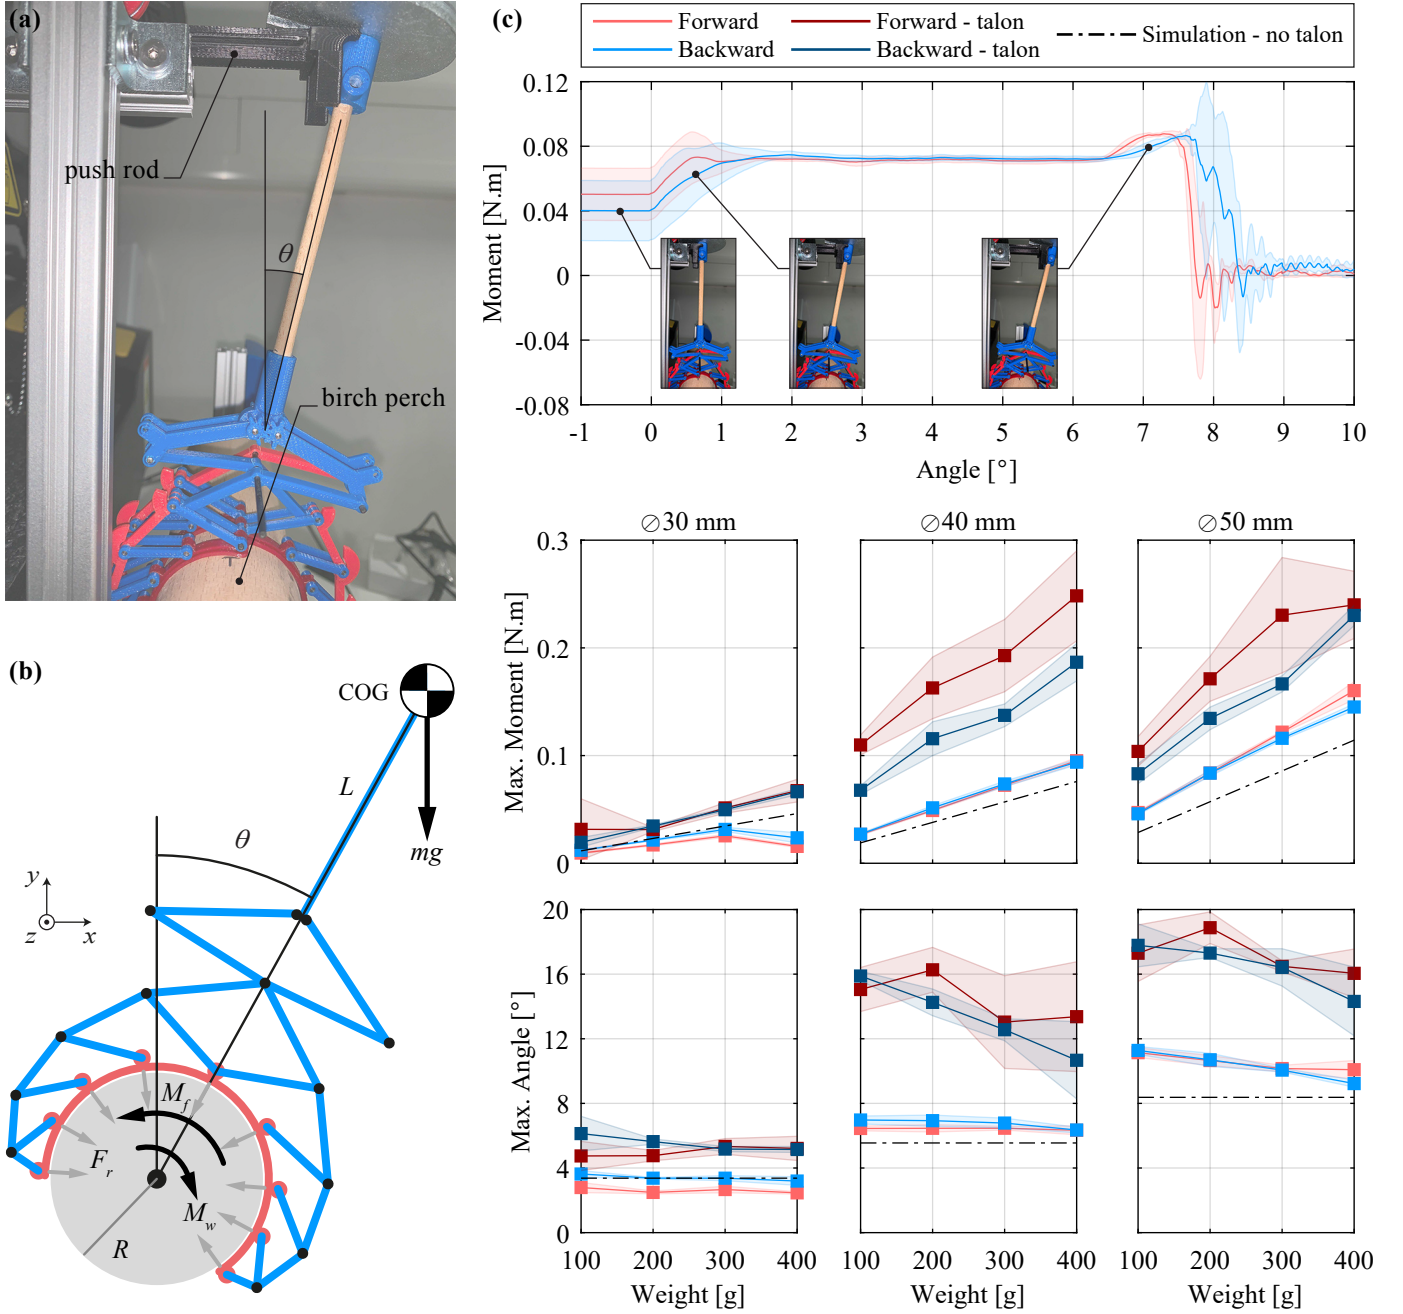 (a)
push rod
θ
birch perch
(b)
COG
L
θ
mg
y
z
x
M_f
F_r
M_w
R
(c)
Forward
Forward - talon
Simulation - no talon
Backward
Backward - talon
Moment [N.m]
0.12
0.08
0.04
0
-0.04
-0.08
-1 0 1 2 3 4 5 6 7 8 9 10
Angle [°]
∅30 mm
∅40 mm
∅50 mm
Max. Moment [N.m]
0.3
0.2
0.1
0
Max. Angle [°]
20
16
12
8
4
0
100 200 300 400
100 200 300 400
100 200 300 400
Weight [g]
Weight [g]
Weight [g]